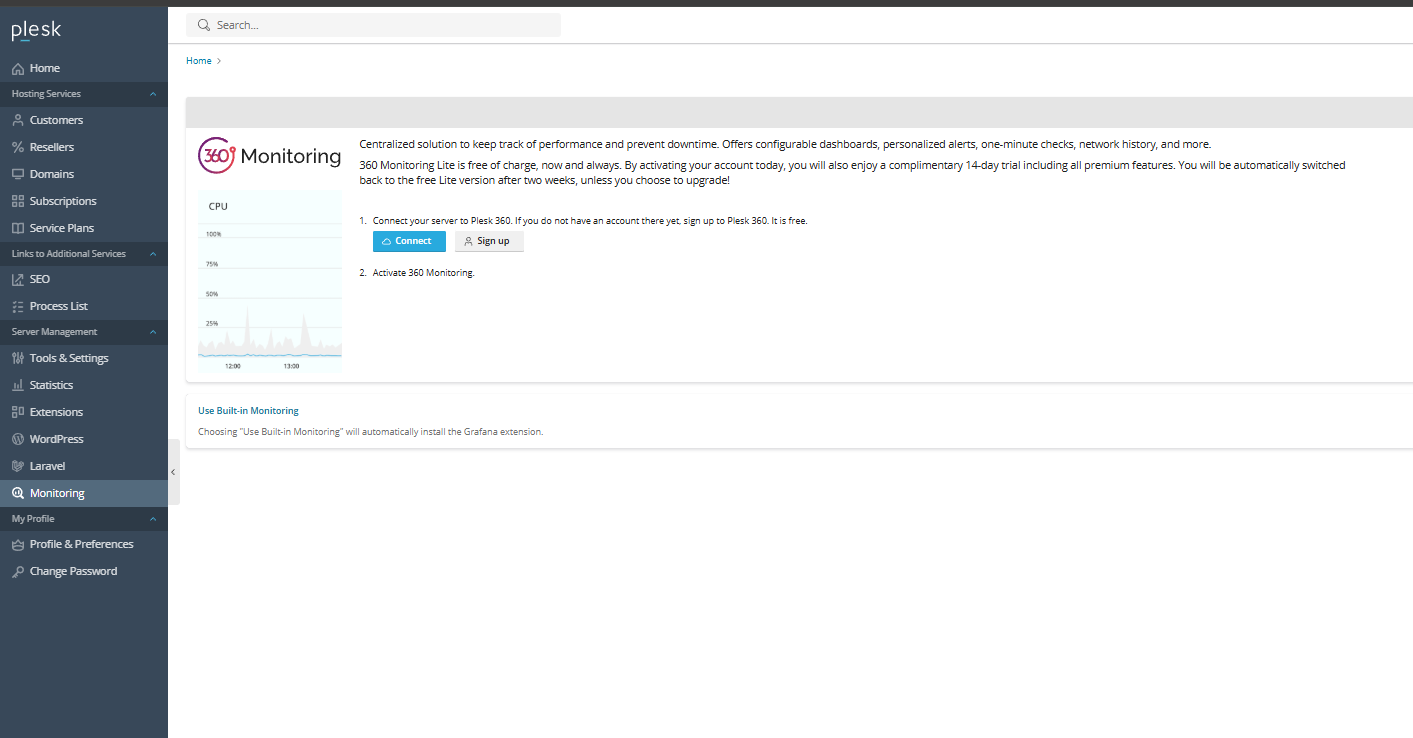 plesk
Search...
Home
Home >
Hosting Services
Customers
Resellers
Domains
Subscriptions
Service Plans
Links to Additional Services
SEO
Process List
Server Management
Tools & Settings
Statistics
Extensions
WordPress
Laravel
Monitoring
My Profile
Profile & Preferences
Change Password
360° Monitoring
CPU
100%
75%
50%
25%
12:00 13:00
Centralized solution to keep track of performance and prevent downtime. Offers configurable dashboards, personalized alerts, one-minute checks, network history, and more.
360 Monitoring Lite is free of charge, now and always. By activating your account today, you will also enjoy a complimentary 14-day trial including all premium features. You will be automatically switched
back to the free Lite version after two weeks, unless you choose to upgrade!
1. Connect your server to Plesk 360. If you do not have an account there yet, sign up to Plesk 360. It is free.
Connect Sign up
2. Activate 360 Monitoring.
Use Built-in Monitoring
Choosing "Use Built-in Monitoring" will automatically install the Grafana extension.